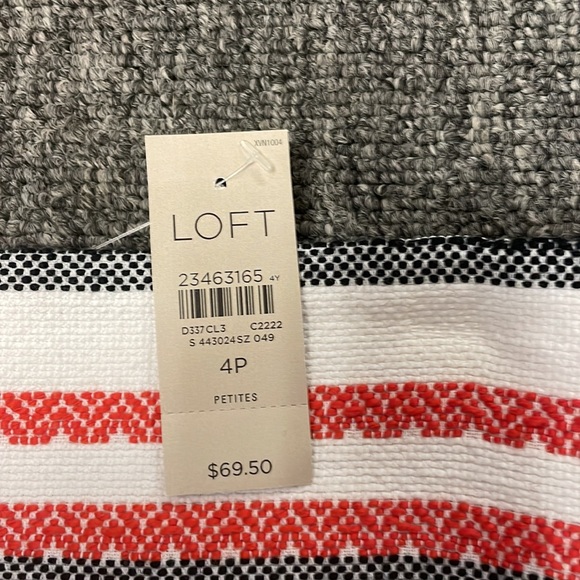 XVN1004
LOFT
23463165 4Y
D337CL3 C2222
S 443024SZ 049
4P
PETITES
$69.50